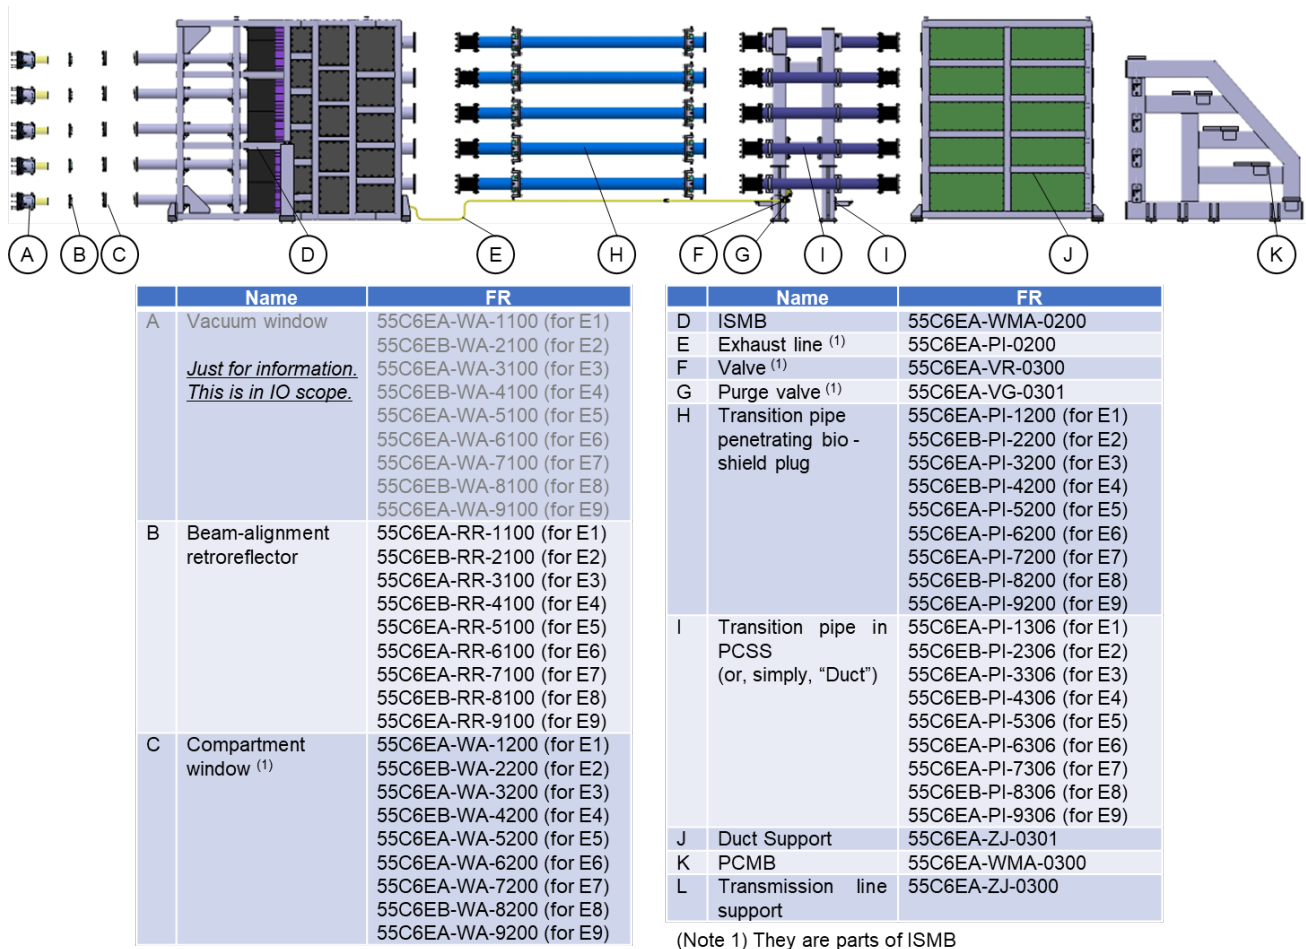 A B C D E H F G I I J K
Name FR
A Vacuum window 55C6EA-WA-1100 (for E1)
55C6EB-WA-2100 (for E2)
Just for information. 55C6EA-WA-3100 (for E3)
This is in IO scope. 55C6EB-WA-4100 (for E4)
55C6EA-WA-5100 (for E5)
55C6EA-WA-6100 (for E6)
55C6EA-WA-7100 (for E7)
55C6EB-WA-8100 (for E8)
55C6EA-WA-9100 (for E9)
B Beam-alignment 55C6EA-RR-1100 (for E1)
retroreflector 55C6EB-RR-2100 (for E2)
55C6EA-RR-3100 (for E3)
55C6EB-RR-4100 (for E4)
55C6EA-RR-5100 (for E5)
55C6EA-RR-6100 (for E6)
55C6EA-RR-7100 (for E7)
55C6EB-RR-8100 (for E8)
55C6EA-RR-9100 (for E9)
C Compartment 55C6EA-WA-1200 (for E1)
window (1) 55C6EB-WA-2200 (for E2)
55C6EA-WA-3200 (for E3)
55C6EB-WA-4200 (for E4)
55C6EA-WA-5200 (for E5)
55C6EA-WA-6200 (for E6)
55C6EA-WA-7200 (for E7)
55C6EB-WA-8200 (for E8)
55C6EA-WA-9200 (for E9)
Name FR
D ISMB 55C6EA-WMA-0200
E Exhaust line (1) 55C6EA-PI-0200
F Valve (1) 55C6EA-VR-0300
G Purge valve (1) 55C6EA-VG-0301
H Transition pipe 55C6EA-PI-1200 (for E1)
penetrating bio - 55C6EB-PI-2200 (for E2)
shield plug 55C6EA-PI-3200 (for E3)
55C6EB-PI-4200 (for E4)
55C6EA-PI-5200 (for E5)
55C6EA-PI-6200 (for E6)
55C6EA-PI-7200 (for E7)
55C6EB-PI-8200 (for E8)
55C6EA-PI-9200 (for E9)
I Transition pipe in 55C6EA-PI-1306 (for E1)
PCSS 55C6EB-PI-2306 (for E2)
(or, simply, “Duct”) 55C6EA-PI-3306 (for E3)
55C6EB-PI-4306 (for E4)
55C6EA-PI-5306 (for E5)
55C6EA-PI-6306 (for E6)
55C6EA-PI-7306 (for E7)
55C6EB-PI-8306 (for E8)
55C6EA-PI-9306 (for E9)
J Duct Support 55C6EA-ZJ-0301
K PCMB 55C6EA-WMA-0300
L Transmission line 55C6EA-ZJ-0300
support
(Note 1) They are parts of ISMB